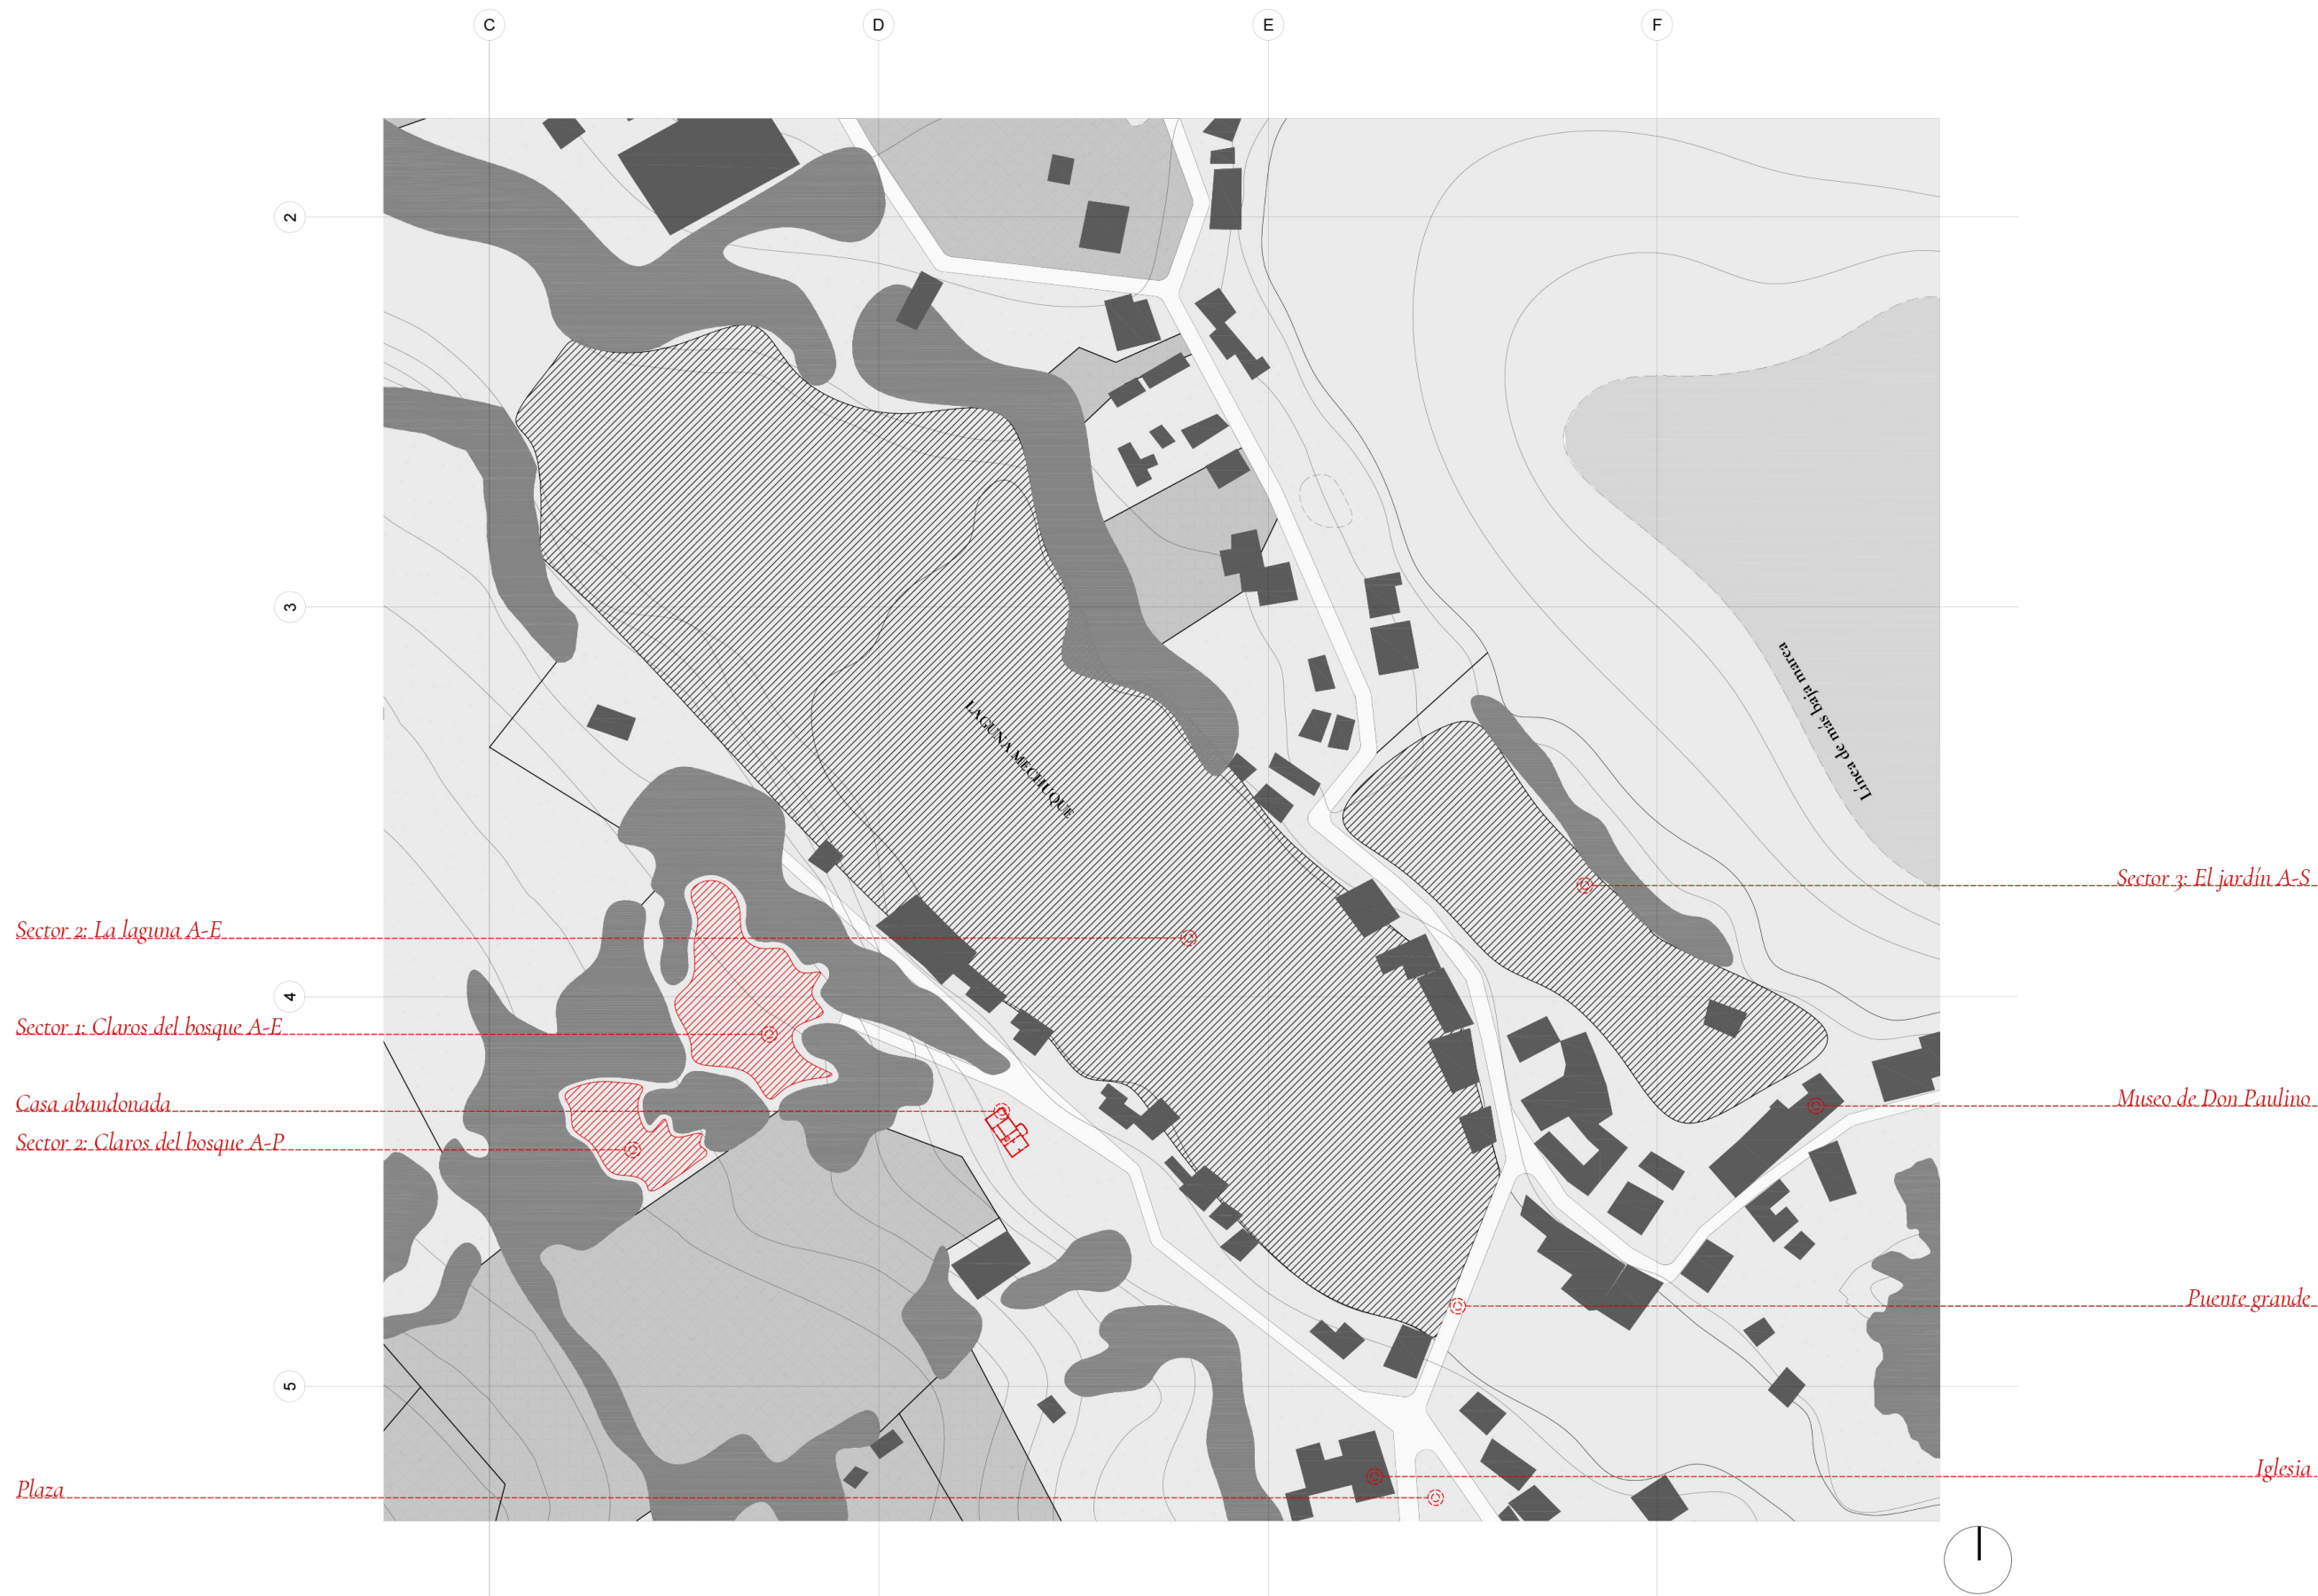 C
D
E
F
2
3
4
5
LAGUNA MECHUQUE
Línea de más baja marea
Sector 3: El jardín A-S
Sector 2: La laguna A-E
Sector 1: Claros del bosque A-E
Casa abandonada
Museo de Don Paulino
Sector 2: Claros del bosque A-P
Puente grande
Iglesia
Plaza